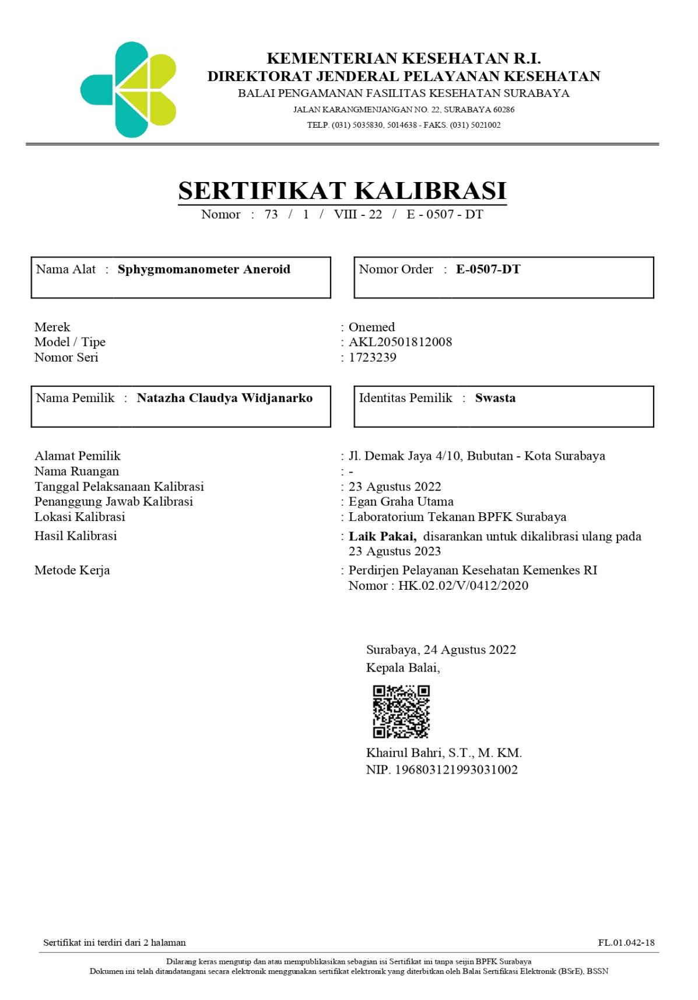 KEMENTERIAN KESEHATAN R.I.
DIREKTORAT JENDERAL PELAYANAN KESEHATAN
BALAI PENGAMANAN FASILITAS KESEHATAN SURABAYA
JALAN KARANGMENJANGAN NO. 22, SURABAYA 60286
TELP. (031) 5035830, 5014638 - FAKS. (031) 5021002
SERTIFIKAT KALIBRASI
Nomor : 73 / 1 / VIII - 22 / E - 0507 - DT
Nama Alat : Sphygmomanometer Aneroid
Nomor Order : E-0507-DT
Merek : Onemed
Model / Tipe : AKL20501812008
Nomor Seri : 1723239
Nama Pemilik : Natazha Claudya Widjanarko
Identitas Pemilik : Swasta
Alamat Pemilik : Jl. Demak Jaya 4/10, Bubutan - Kota Surabaya
Nama Ruangan : -
Tanggal Pelaksanaan Kalibrasi : 23 Agustus 2022
Penanggung Jawab Kalibrasi : Egan Graha Utama
Lokasi Kalibrasi : Laboratorium Tekanan BPFK Surabaya
Hasil Kalibrasi : Laik Pakai, disarankan untuk dikalibrasi ulang pada
23 Agustus 2023
Metode Kerja : Perdirjen Pelayanan Kesehatan Kemenkes RI
Nomor : HK.02.02/V/0412/2020
Surabaya, 24 Agustus 2022
Kepala Balai,
Khairul Bahri, S.T., M. KM.
NIP. 196803121993031002
Sertifikat ini terdiri dari 2 halaman
FL.01.042-18
Dilarang keras mengutip dan atau mempublikasikan sebagian isi Sertifikat ini tanpa seijin BPFK Surabaya
Dokumen ini telah ditandatangani secara elektronik menggunakan sertifikat elektronik yang diterbitkan oleh Balai Sertifikasi Elektronik (BSrE), BSSN